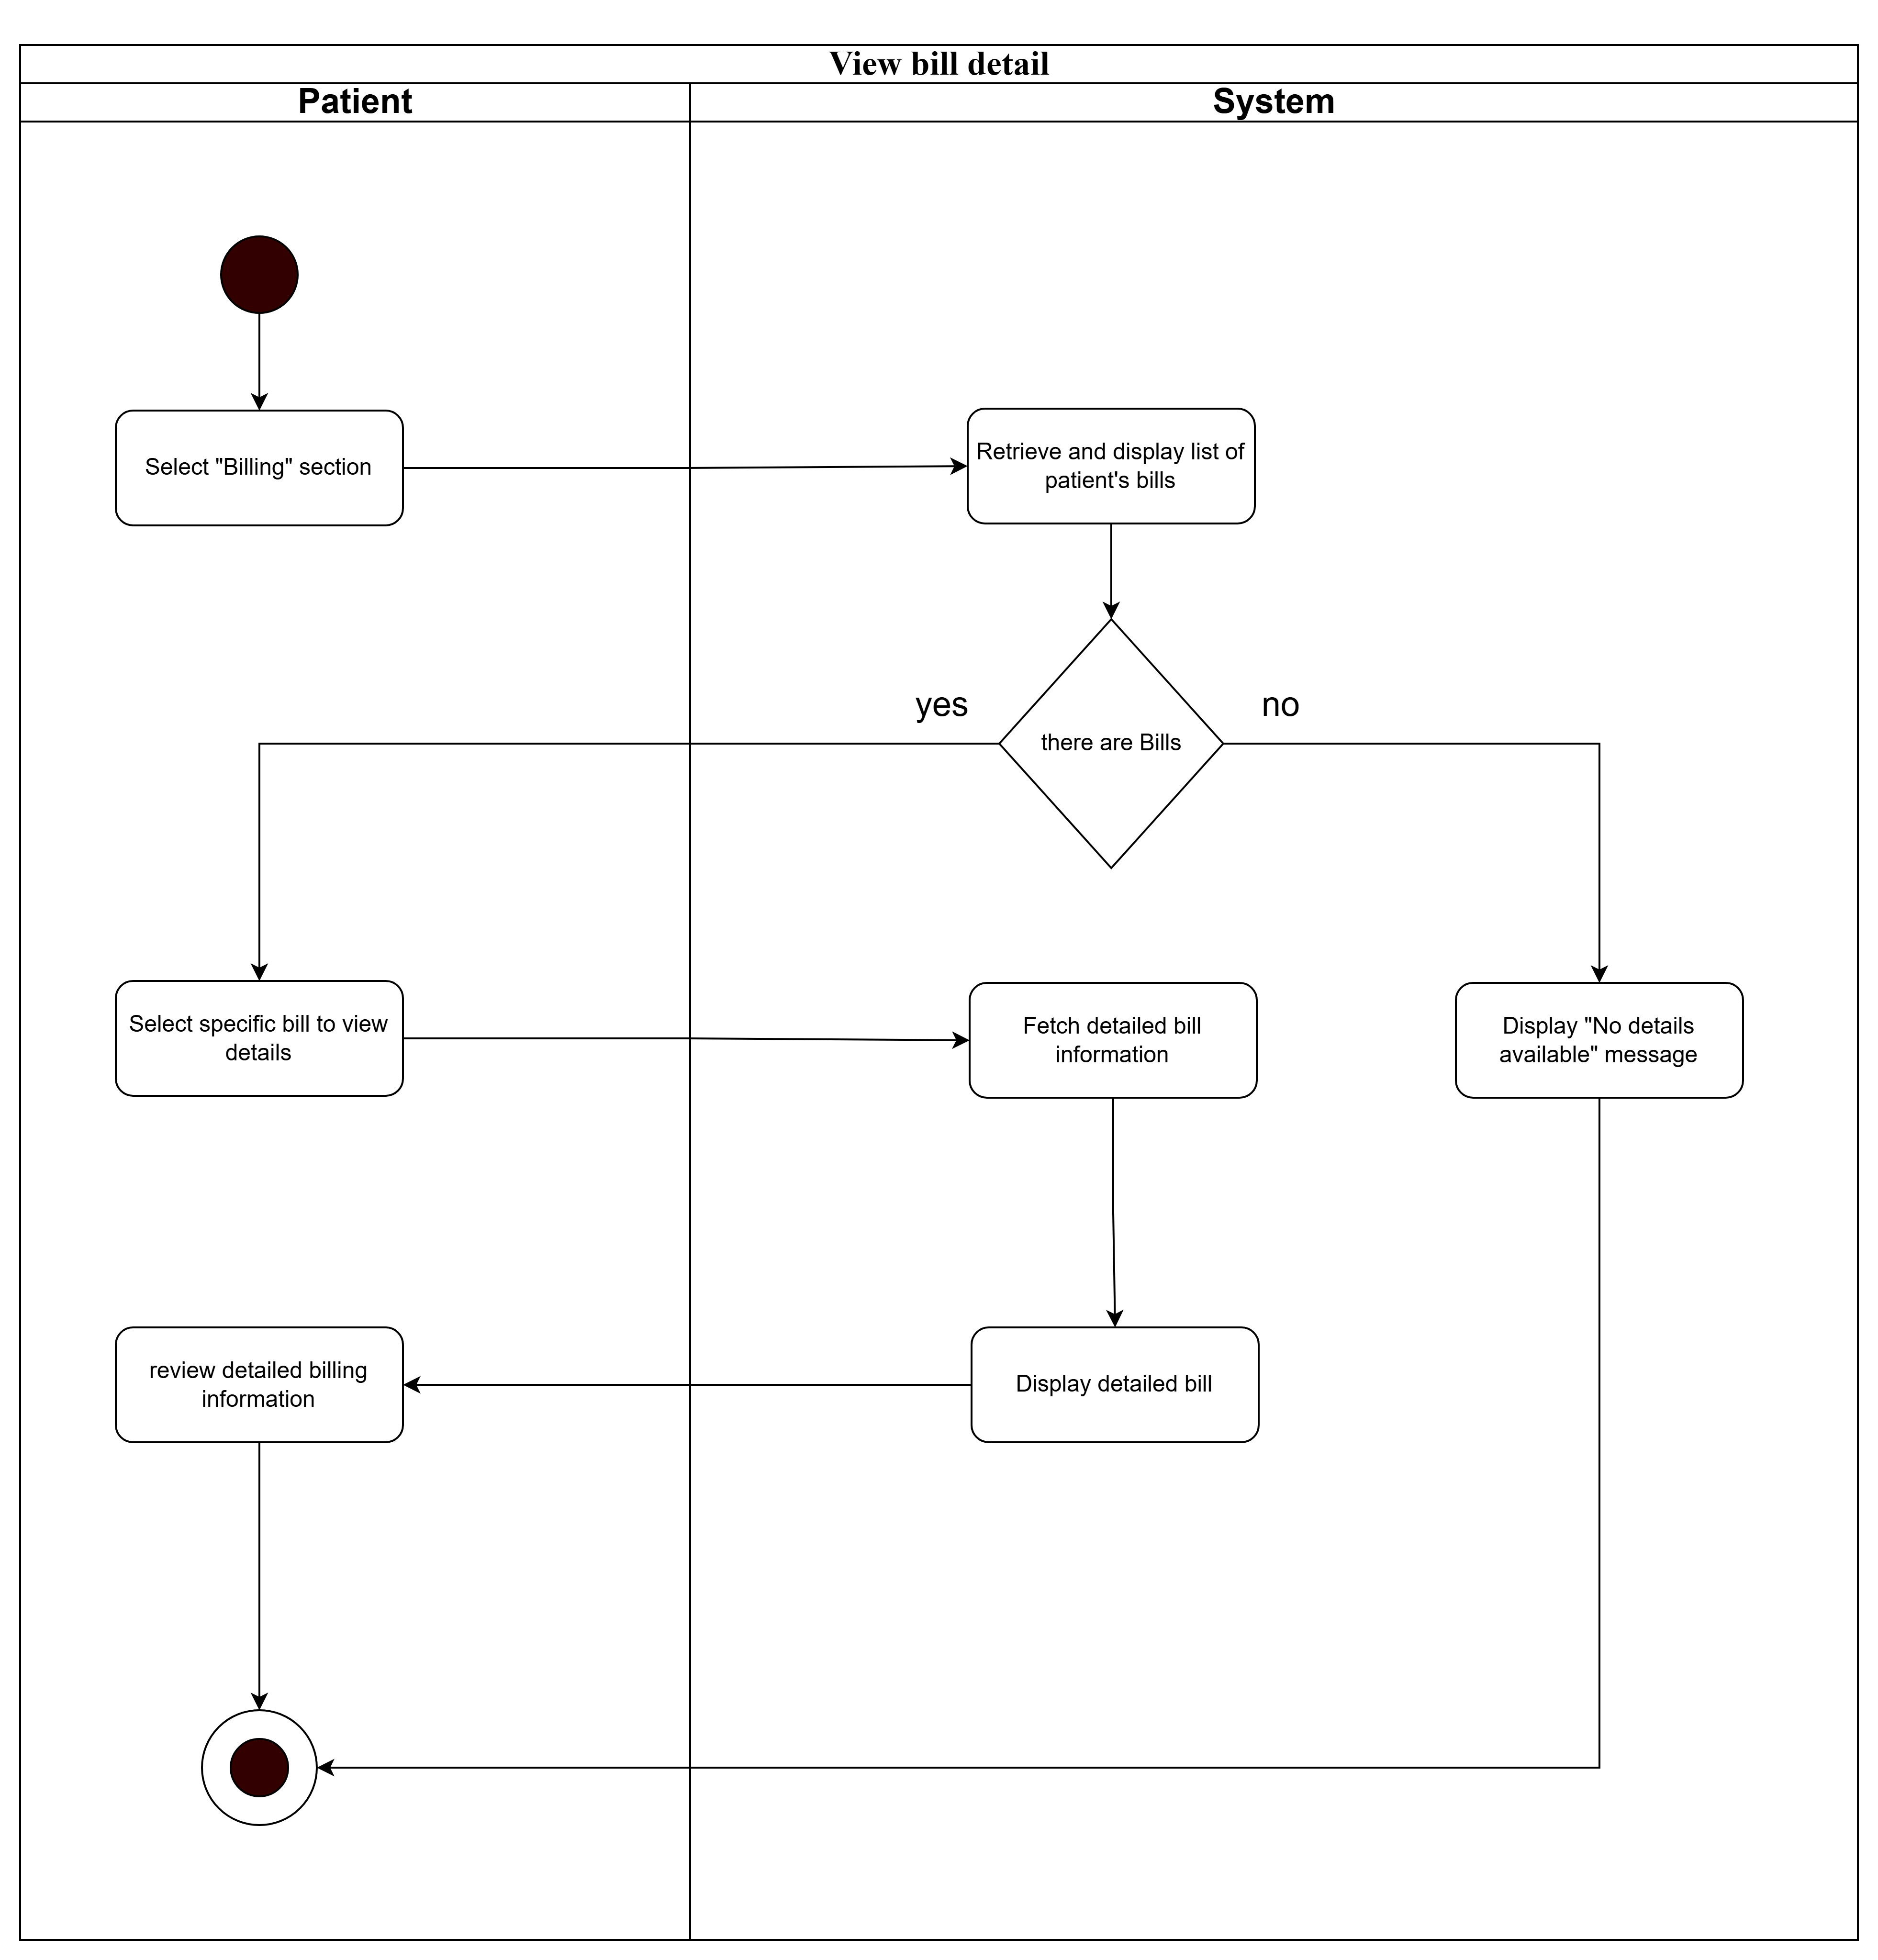 View bill detail
Patient
System
Select "Billing" section
Retrieve and display list of
patient's bills
yes
no
there are Bills
Select specific bill to view
details
Fetch detailed bill
information
Display "No details
available" message
review detailed billing
information
Display detailed bill